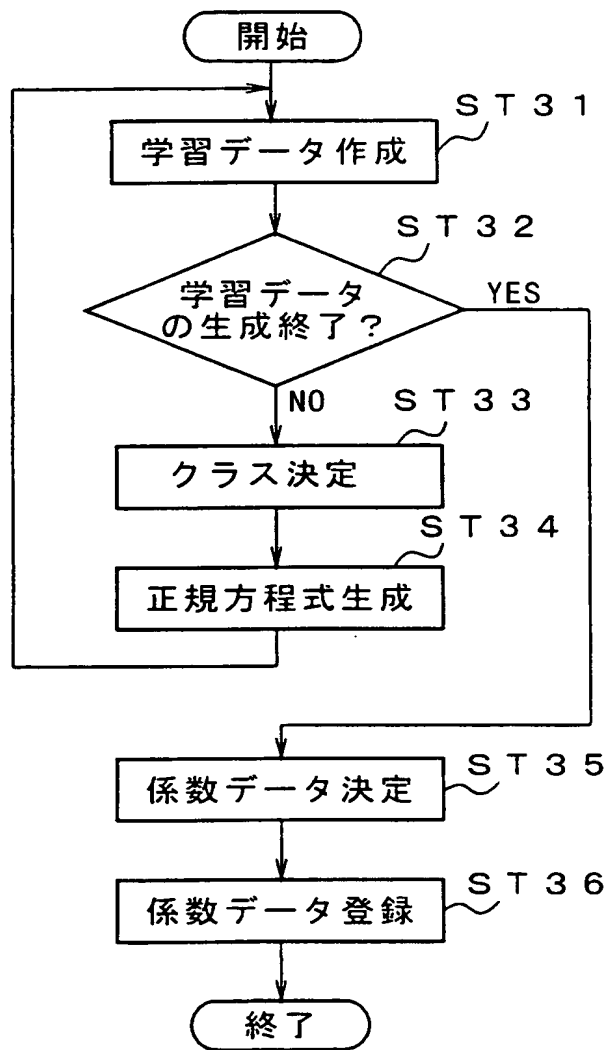 開始
ST31
学習データ作成
ST32
学習データ
の生成終了?
YES
NO
ST33
クラス決定
ST34
正規方程式生成
ST35
係数データ決定
ST36
係数データ登録
終了